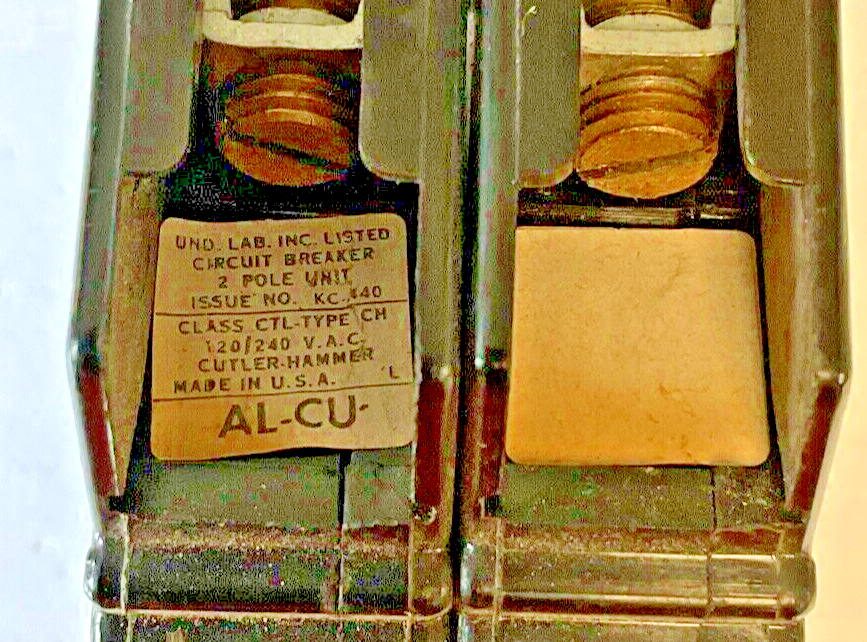 UND. LAB. INC. LISTED
CIRCUIT BREAKER
2 POLE UNIT
ISSUE NO. KC-440
CLASS CTL-TYPE CH
120/240 V.A.C.
CUTLER-HAMMER
MADE IN U.S.A. L
AL-CU-